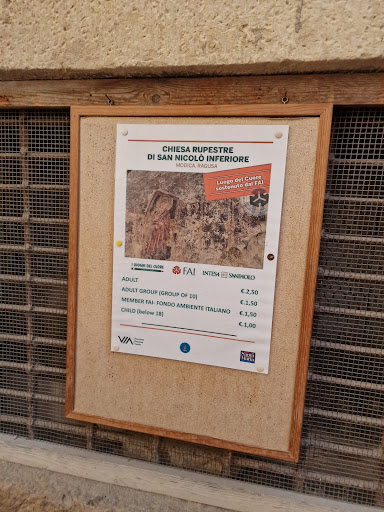 CHIESA RUPESTRE
DI SAN NICOLÒ INFERIORE
MODICA, RAGUSA
Luogo del Cuore
sostenuto dal FAI
I LUOGHI DEL CUORE FAI INTESA SANPAOLO
ADULT € 2,50
ADULT GROUP (GROUP OF 10) € 1,50
MEMBER FAI- FONDO AMBIENTE ITALIANO € 1,50
CHILD (below 18) € 1,00
VIA